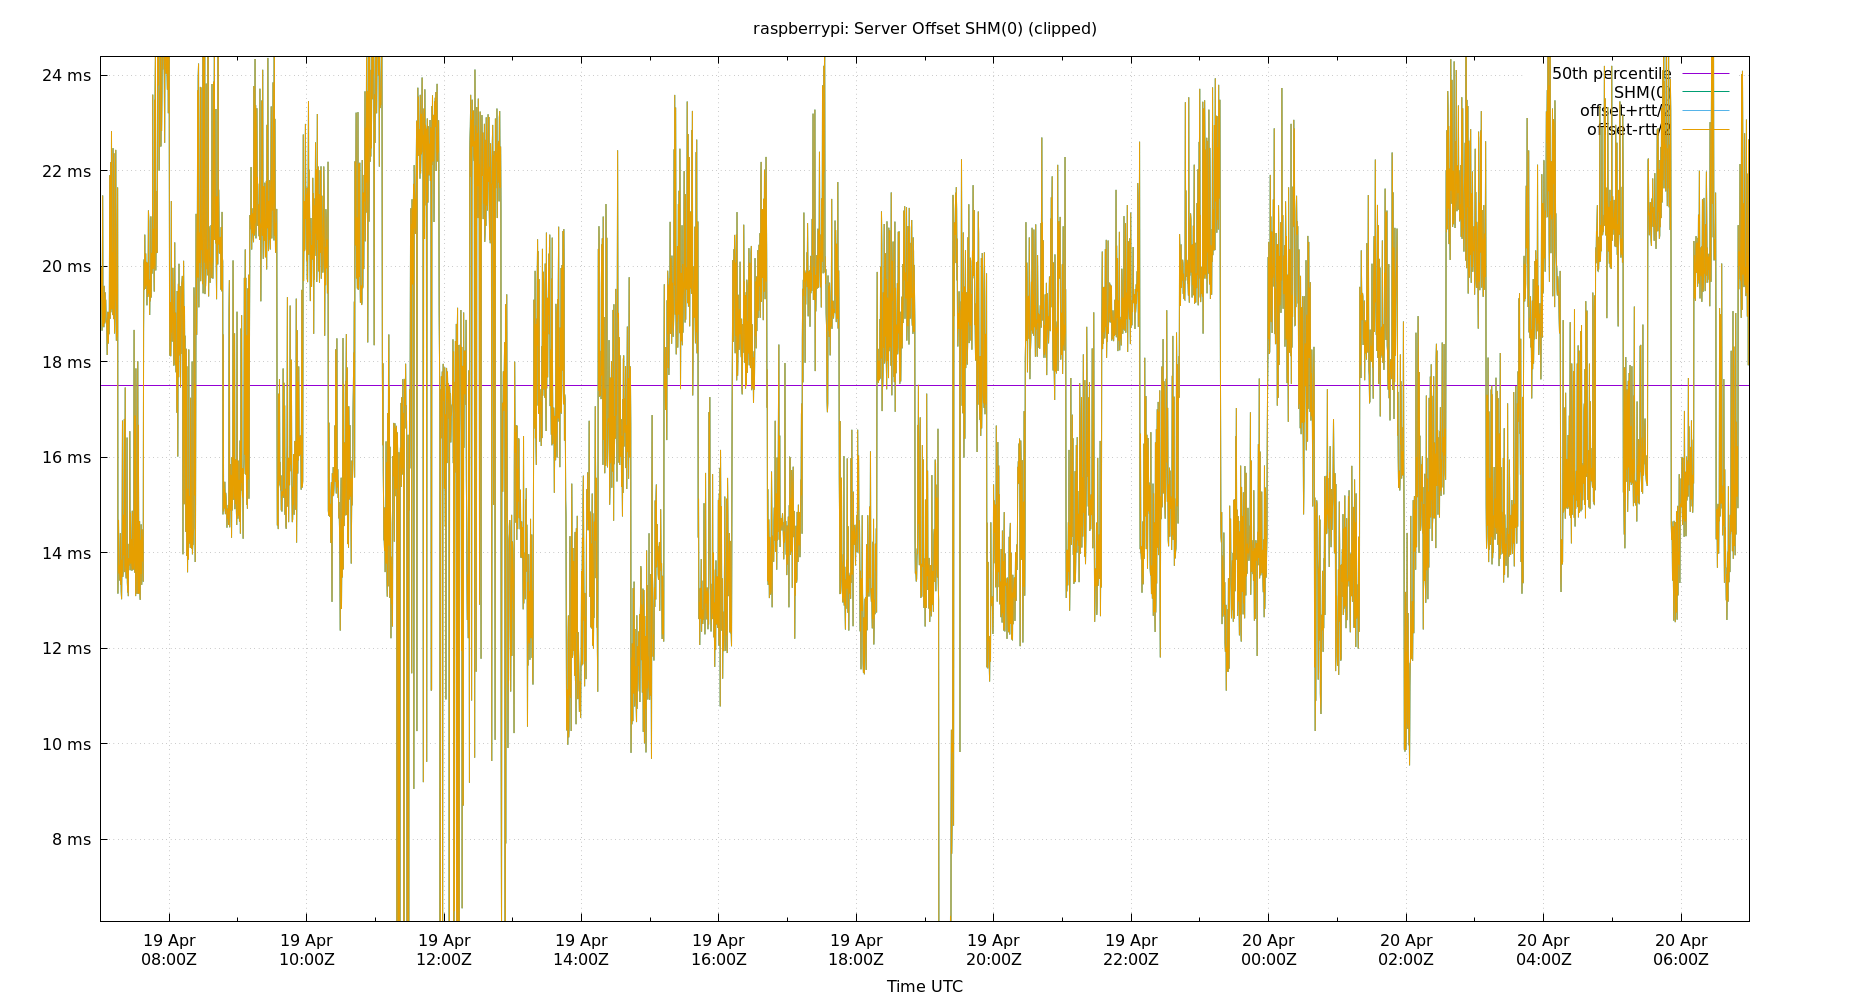 raspberrypi: Server Offset SHM(0) (clipped)
24 ms
22 ms
20 ms
18 ms
16 ms
14 ms
12 ms
10 ms
8 ms
50th percentile
SHM(0)
offset+rtt/2
offset-rtt/2
19 Apr 19 Apr 19 Apr 19 Apr 19 Apr 19 Apr 19 Apr 19 Apr 20 Apr 20 Apr 20 Apr 20 Apr
08:00Z 10:00Z 12:00Z 14:00Z 16:00Z 18:00Z 20:00Z 22:00Z 00:00Z 02:00Z 04:00Z 06:00Z
Time UTC